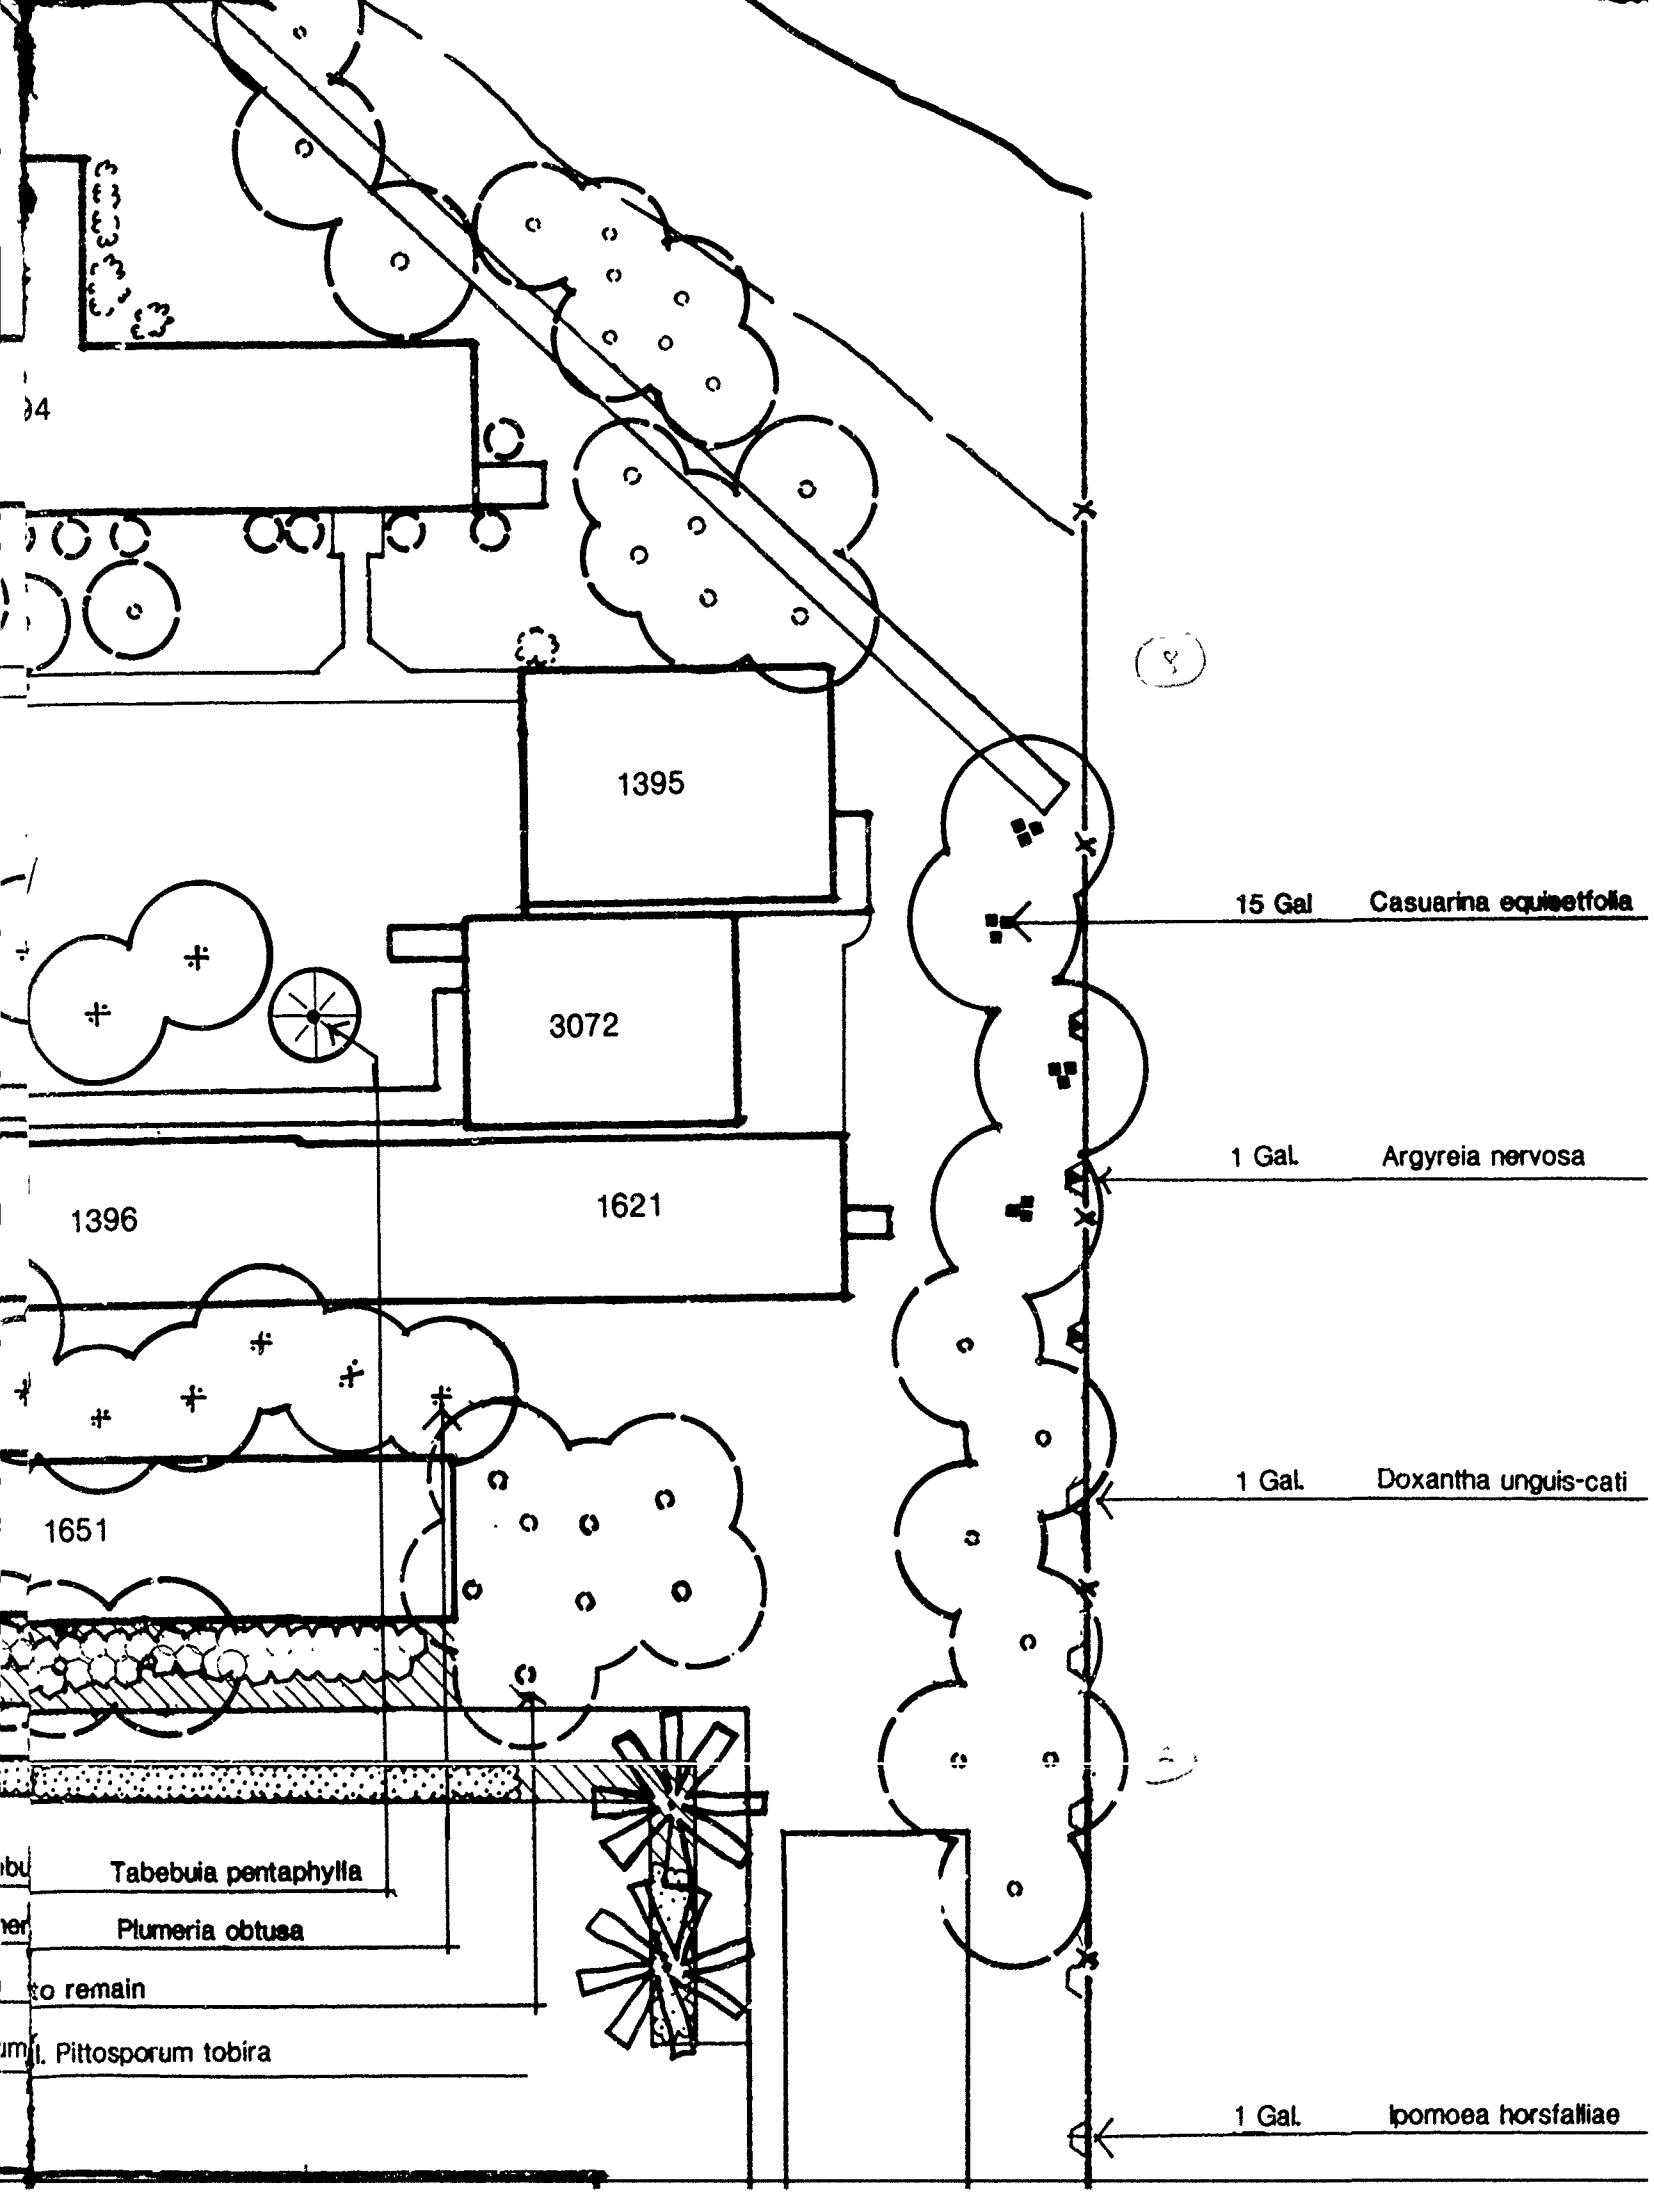 94
1395
15 Gal Casuarina equisetfolia
3072
1 Gal. Argyreia nervosa
1621
1396
1 Gal. Doxantha unguis-cati
1651
Tabebuia pentaphylla
Plumeria obtusa
to remain
l. Pittosporum tobira
1 Gal. Ipomoea horsfalliae